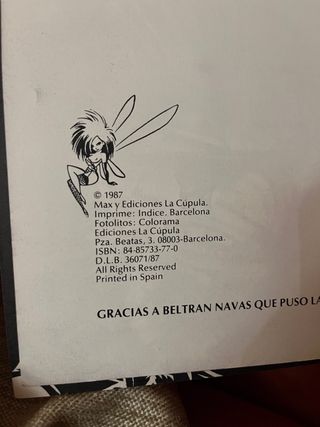 © 1987
Max y Ediciones La Cúpula.
Imprime: Indice. Barcelona
Fotolitos: Colorama
Ediciones La Cúpula
Pza. Beatas, 3. 08003-Barcelona.
ISBN: 84-85733-77-0
D.L.B. 36071/87
All Rights Reserved
Printed in Spain
GRACIAS A BELTRAN NAVAS QUE PUSO LA